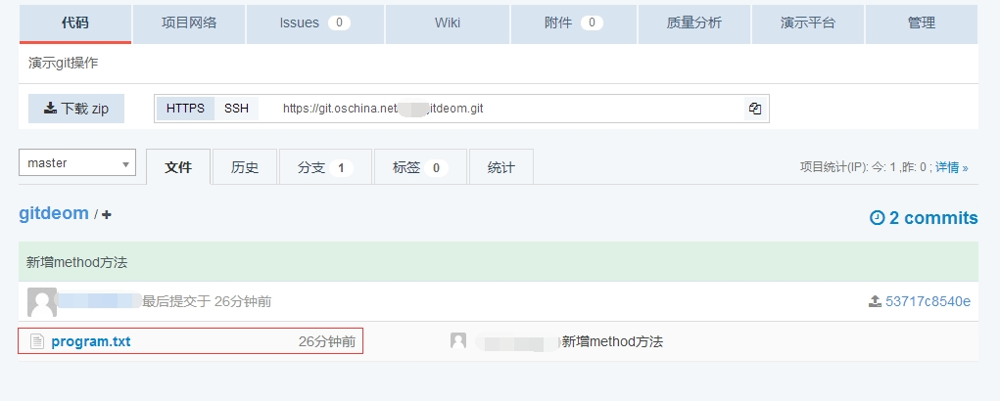 代码 项目网络 Issues 0 Wiki 附件 0 质量分析 演示平台 管理
演示git操作
下载 zip HTTPS SSH https://git.oschina.net/ gitdeom.git
master 文件 历史 分支 1 标签 0 统计 项目统计(IP): 今: 1 ,昨: 0 ; 详情 »
gitdeom / + 2 commits
新增method方法
最后提交于 26分钟前 53717c8540e
program.txt 26分钟前 新增method方法